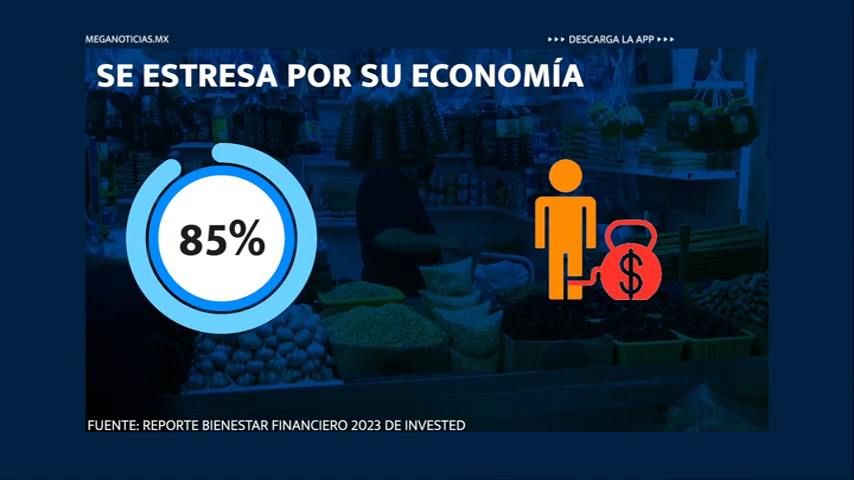 MEGANOTICIAS.MX
▸▸▸ DESCARGA LA APP ▸▸▸
SE ESTRESA POR SU ECONOMÍA
85%
$
FUENTE: REPORTE BIENESTAR FINANCIERO 2023 DE INVESTED